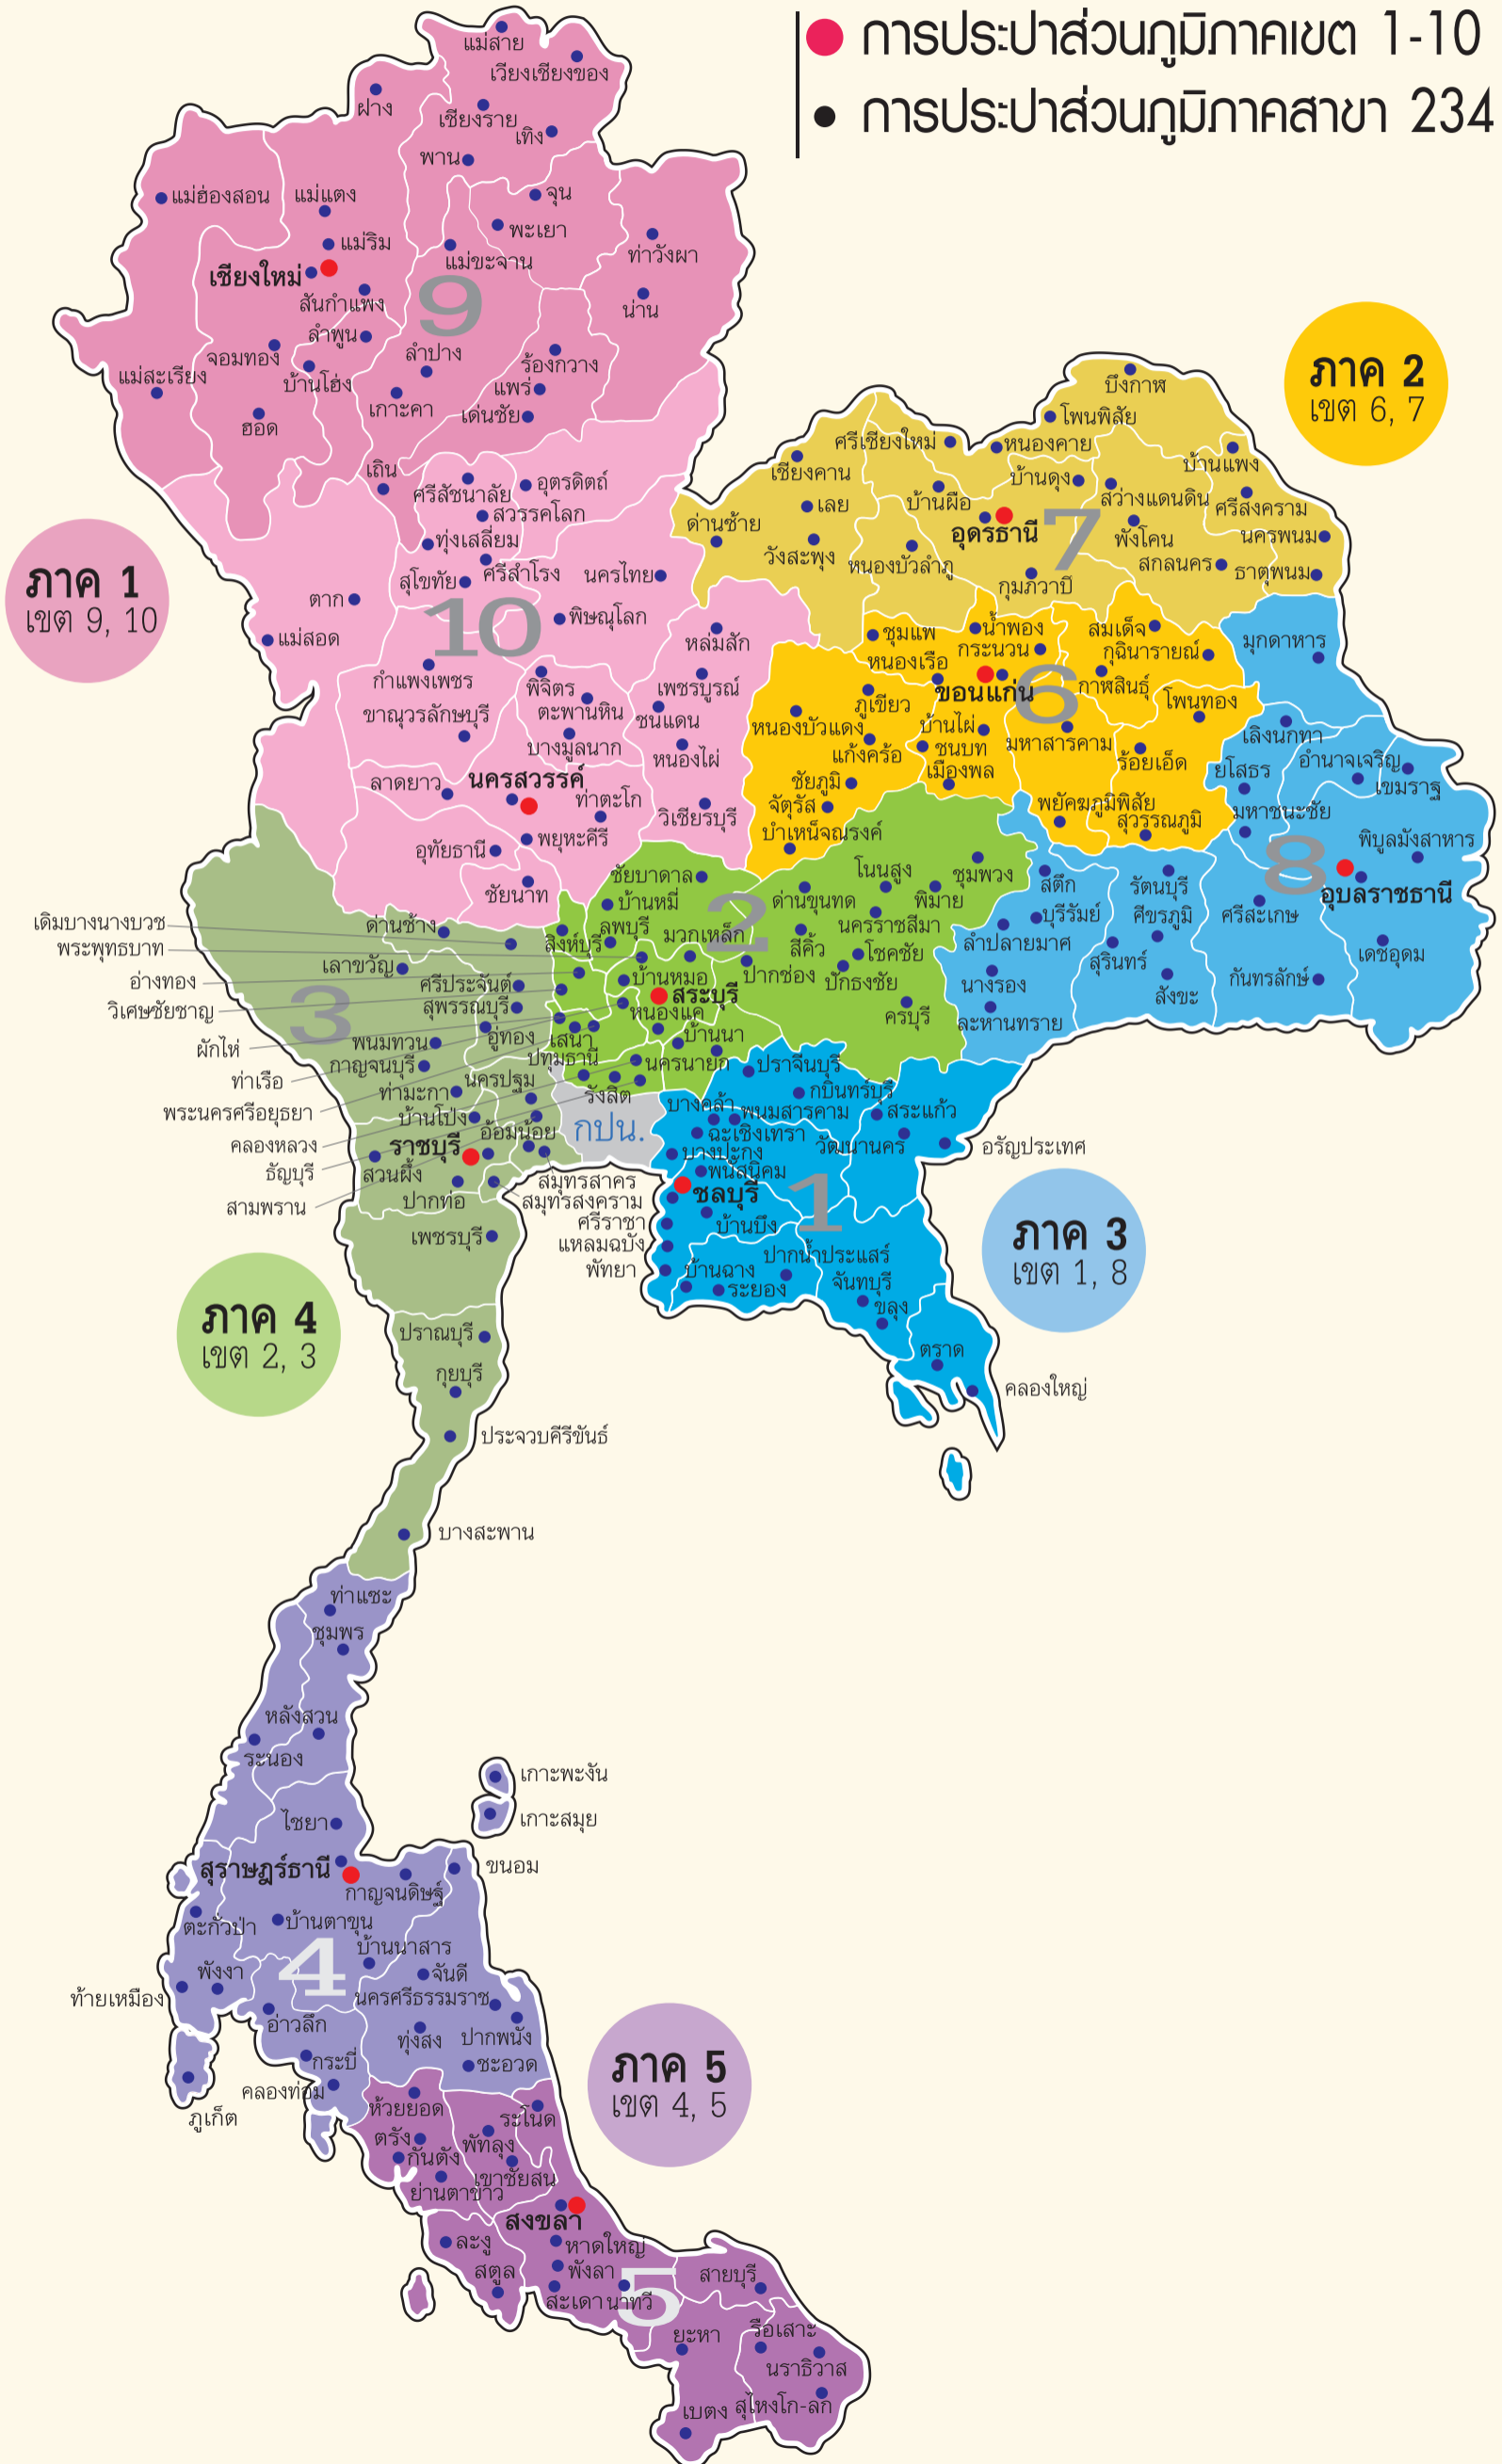 การประปาส่วนภูมิภาคเขต 1-10
การประปาส่วนภูมิภาคสาขา 234
แม่สาย
เวียงเชียงของ
ฝาง
เชียงราย
เทิง
พาน
แม่ฮ่องสอน
แม่แตง
จุน
พะเยา
แม่ริม
แม่ขะจาน
ท่าวังผา
เชียงใหม่
สันกำแพง
9
น่าน
ลำพูน
จอมทอง
ลำปาง
ร้องกวาง
แม่สะเรียง
บ้านโฮ่ง
แพร่
เกาะคา
เด่นชัย
ฮอด
เถิน
ศรีสัชนาลัย
อุตรดิตถ์
สวรรคโลก
ทุ่งเสลี่ยม
ศรีสำโรง
นครไทย
สุโขทัย
ภาค 1
เขต 9, 10
ตาก
10
พิษณุโลก
แม่สอด
หล่มสัก
กำแพงเพชร
พิจิตร
เพชรบูรณ์
ขาณุวรลักษบุรี
ตะพานหิน
ชนแดน
บางมูลนาก
หนองไผ่
ลาดยาว
นครสวรรค์
ท่าตะโก
วิเชียรบุรี
อุทัยธานี
พยุหะคีรี
ชัยนาท
ภาค 2
เขต 6, 7
บึงกาฬ
โพนพิสัย
ศรีเชียงใหม่
หนองคาย
เชียงคาน
บ้านดุง
บ้านแพง
เลย
บ้านผือ
สว่างแดนดิน
ศรีสงคราม
ด่านซ้าย
อุดรธานี
7
พังโคน
นครพนม
วังสะพุง
หนองบัวลำภู
สกลนคร
ธาตุพนม
กุมภวาปี
ชุมแพ
น้ำพอง
สมเด็จ
มุกดาหาร
หนองเรือ
กระนวน
กุฉินารายณ์
ขอนแก่น
6
กาฬสินธุ์
ภูเขียว
โพนทอง
หนองบัวแดง
บ้านไผ่
มหาสารคาม
เลิงนกทา
แก้งคร้อ
ชนบท
ร้อยเอ็ด
อำนาจเจริญ
ชัยภูมิ
เมืองพล
ยโสธร
เขมราฐ
จัตุรัส
พยัคฆภูมิพิสัย
มหาชนะชัย
บำเหน็จณรงค์
สุวรรณภูมิ
พิบูลมังสาหาร
8
อุบลราชธานี
ชัยบาดาล
โนนสูง
ชุมพวง
สตึก
รัตนบุรี
บ้านหมี่
ด่านขุนทด
พิมาย
บุรีรัมย์
ศีขรภูมิ
ศรีสะเกษ
เดิมบางนางบวช
ด่านช้าง
ลพบุรี
2
นครราชสีมา
พระพุทธบาท
สิงห์บุรี
มวกเหล็ก
สีคิ้ว
ลำปลายมาศ
สุรินทร์
เดชอุดม
เลาขวัญ
โชคชัย
อ่างทอง
ศรีประจันต์
บ้านหมอ
ปากช่อง
ปักธงชัย
นางรอง
สังขะ
กันทรลักษ์
3
สุพรรณบุรี
สระบุรี
วิเศษชัยชาญ
หนองแค
ครบุรี
ละหานทราย
อู่ทอง
เสนา
บ้านนา
ผักไห่
พนมทวน
กาญจนบุรี
ปทุมธานี
นครนายก
ปราจีนบุรี
ท่าเรือ
ท่ามะกา
นครปฐม
รังสิต
กบินทร์บุรี
พระนครศรีอยุธยา
บ้านโป่ง
กปน.
บางคล้า
พนมสารคาม
สระแก้ว
อ้อมน้อย
ฉะเชิงเทรา
วัฒนานคร
อรัญประเทศ
คลองหลวง
ราชบุรี
บางปะกง
ธัญบุรี
สวนผึ้ง
สมุทรสาคร
พนัสนิคม
สามพราน
ปากท่อ
สมุทรสงคราม
ชลบุรี
1
ศรีราชา
บ้านบึง
ภาค 3
เขต 1, 8
เพชรบุรี
แหลมฉบัง
ปากน้ำประแสร์
พัทยา
บ้านฉาง
ระยอง
จันทบุรี
ขลุง
ภาค 4
เขต 2, 3
ปราณบุรี
ตราด
กุยบุรี
คลองใหญ่
ประจวบคีรีขันธ์
บางสะพาน
ท่าแซะ
ชุมพร
หลังสวน
ระนอง
เกาะพะงัน
ไชยา
เกาะสมุย
สุราษฎร์ธานี
ขนอม
กาญจนดิษฐ์
ตะกั่วป่า
บ้านตาขุน
4
บ้านนาสาร
พังงา
จันดี
ท้ายเหมือง
นครศรีธรรมราช
อ่าวลึก
ทุ่งสง
ปากพนัง
กระบี่
ชะอวด
คลองท่อม
ภาค 5
เขต 4, 5
ภูเก็ต
ห้วยยอด
ระโนด
ตรัง
พัทลุง
กันตัง
เขาชัยสน
ย่านตาขาว
สงขลา
ละงู
หาดใหญ่
สตูล
พังลา
สายบุรี
สะเดา
นาทวี
5
ยะหา
รือเสาะ
นราธิวาส
เบตง
สุไหงโก-ลก